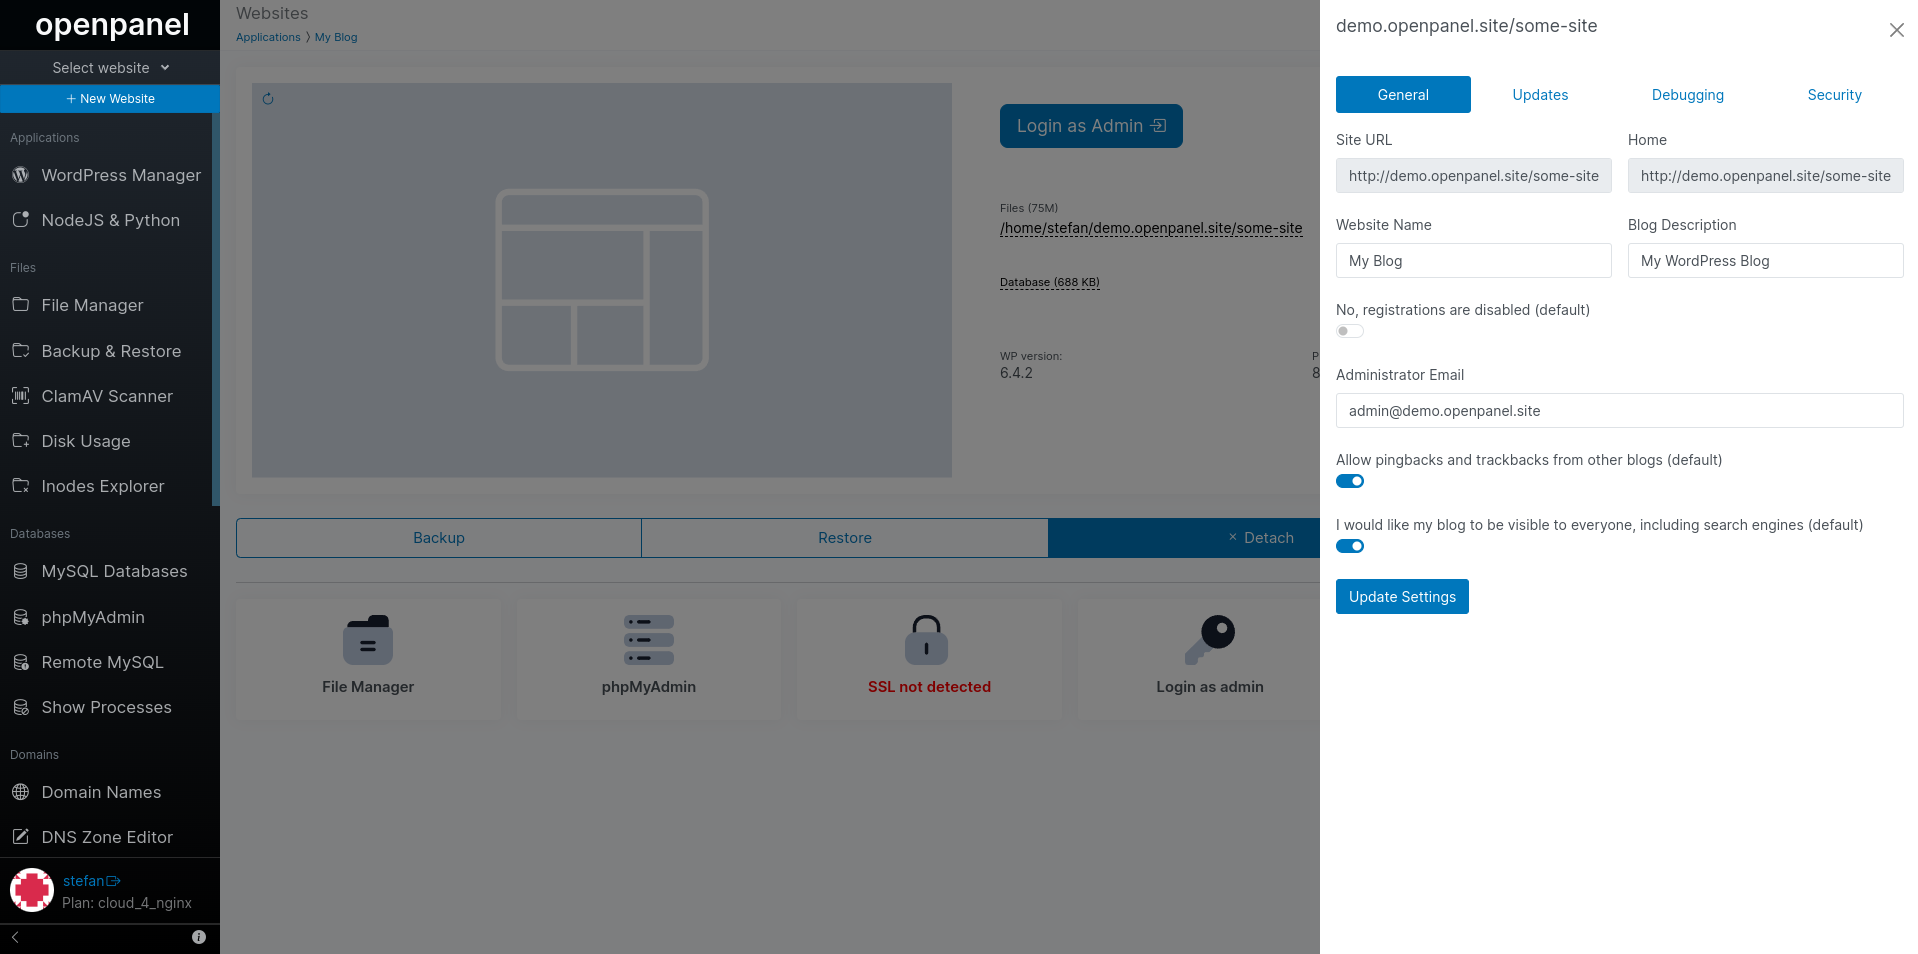 openpanel
Select website
+ New Website
Applications
WordPress Manager
NodeJS & Python
Files
File Manager
Backup & Restore
ClamAV Scanner
Disk Usage
Inodes Explorer
Databases
MySQL Databases
phpMyAdmin
Remote MySQL
Show Processes
Domains
Domain Names
DNS Zone Editor
stefan
Plan: cloud_4_nginx
Websites
Applications 〉 My Blog
Login as Admin
Files (75M)
/home/stefan/demo.openpanel.site/some-site
Database (688 KB)
WP version:
6.4.2
P
8
Backup
Restore
× Detach
File Manager
phpMyAdmin
SSL not detected
Login as admin
demo.openpanel.site/some-site
General
Updates
Debugging
Security
Site URL
Home
http://demo.openpanel.site/some-site
http://demo.openpanel.site/some-site
Website Name
Blog Description
My Blog
My WordPress Blog
No, registrations are disabled (default)
Administrator Email
admin@demo.openpanel.site
Allow pingbacks and trackbacks from other blogs (default)
I would like my blog to be visible to everyone, including search engines (default)
Update Settings